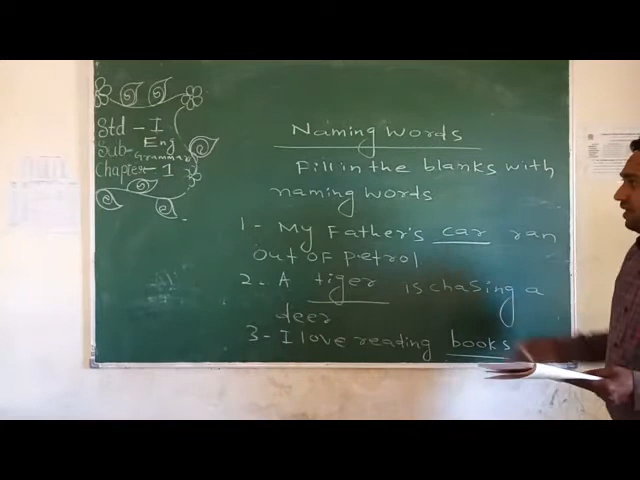 Std - I
Sub - Eng
Grammar
Chapter - 1
Naming words
Fill in the blanks with
naming words
1 - My Father's car ran
out of petrol
2 - A tiger is chasing a
deer
3 - I love reading books